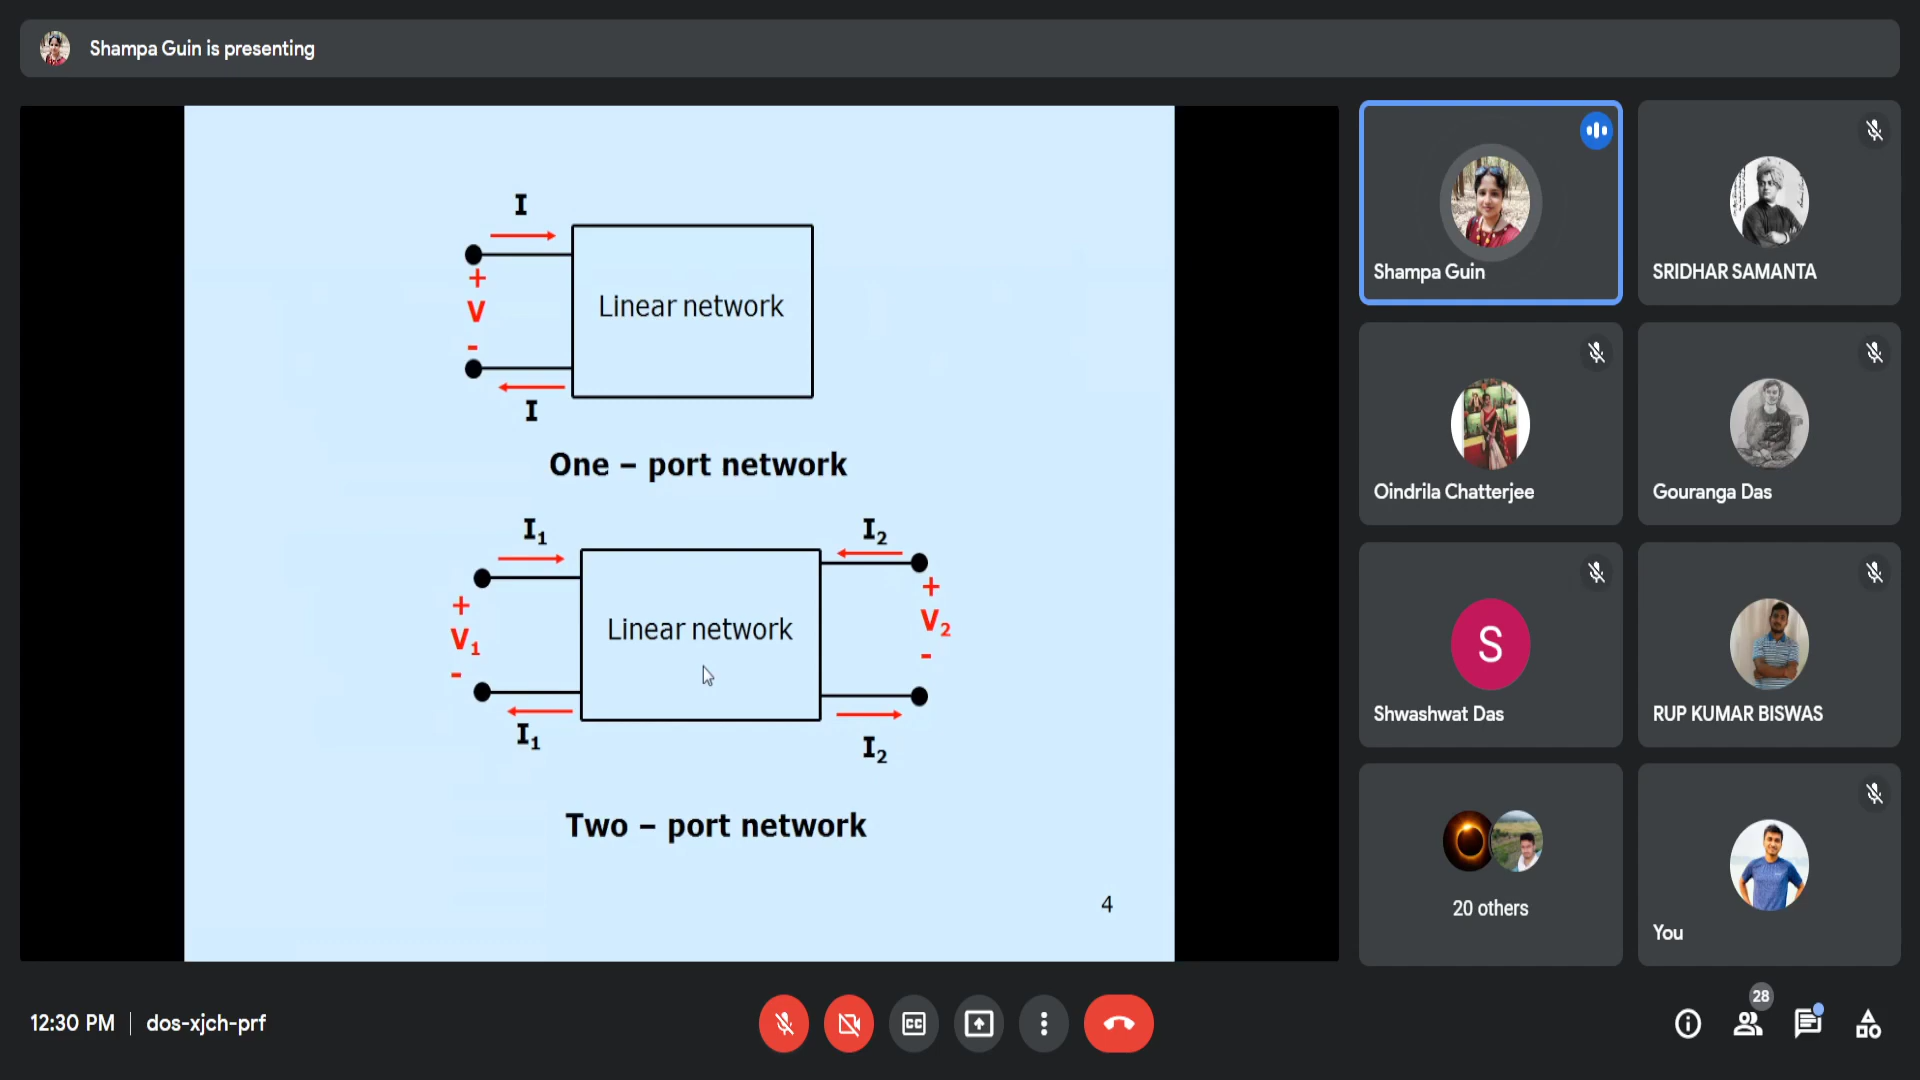 Shampa Guin is presenting
I
+
V
-
Linear network
I
One – port network
I₁
I₂
+
V₁
-
Linear network
+
V₂
-
I₁
I₂
Two – port network
4
Shampa Guin
SRIDHAR SAMANTA
Oindrila Chatterjee
Gouranga Das
S
Shwashwat Das
RUP KUMAR BISWAS
20 others
You
12:30 PM | dos-xjch-prf
CC
28